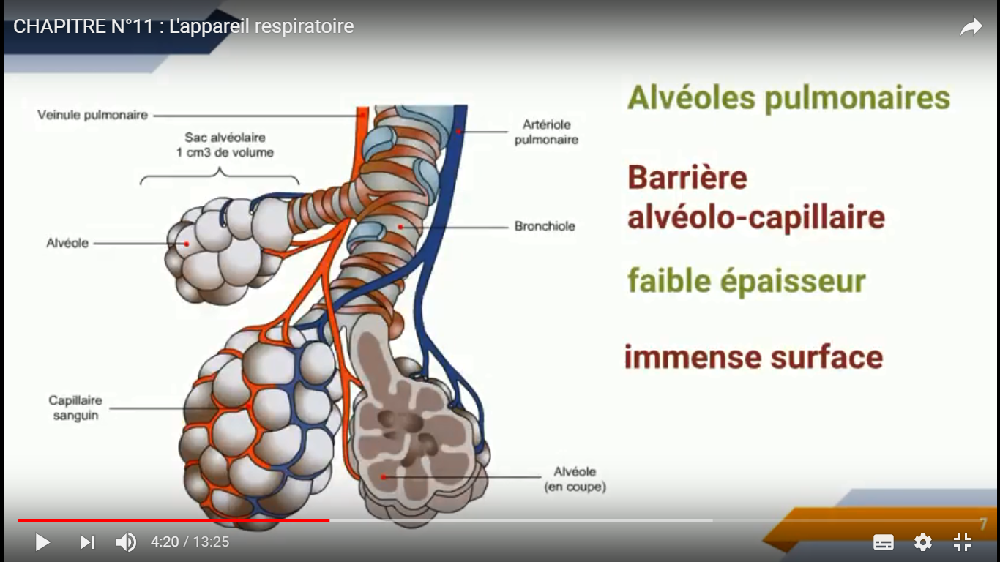 CHAPITRE N°11 : L'appareil respiratoire
Veinule pulmonaire
Sac alvéolaire
1 cm3 de volume
Alvéole
Capillaire
sanguin
Artériole
pulmonaire
Bronchiole
Alvéole
(en coupe)
Alvéoles pulmonaires
Barrière
alvéolo-capillaire
faible épaisseur
immense surface
7
4:20 / 13:25